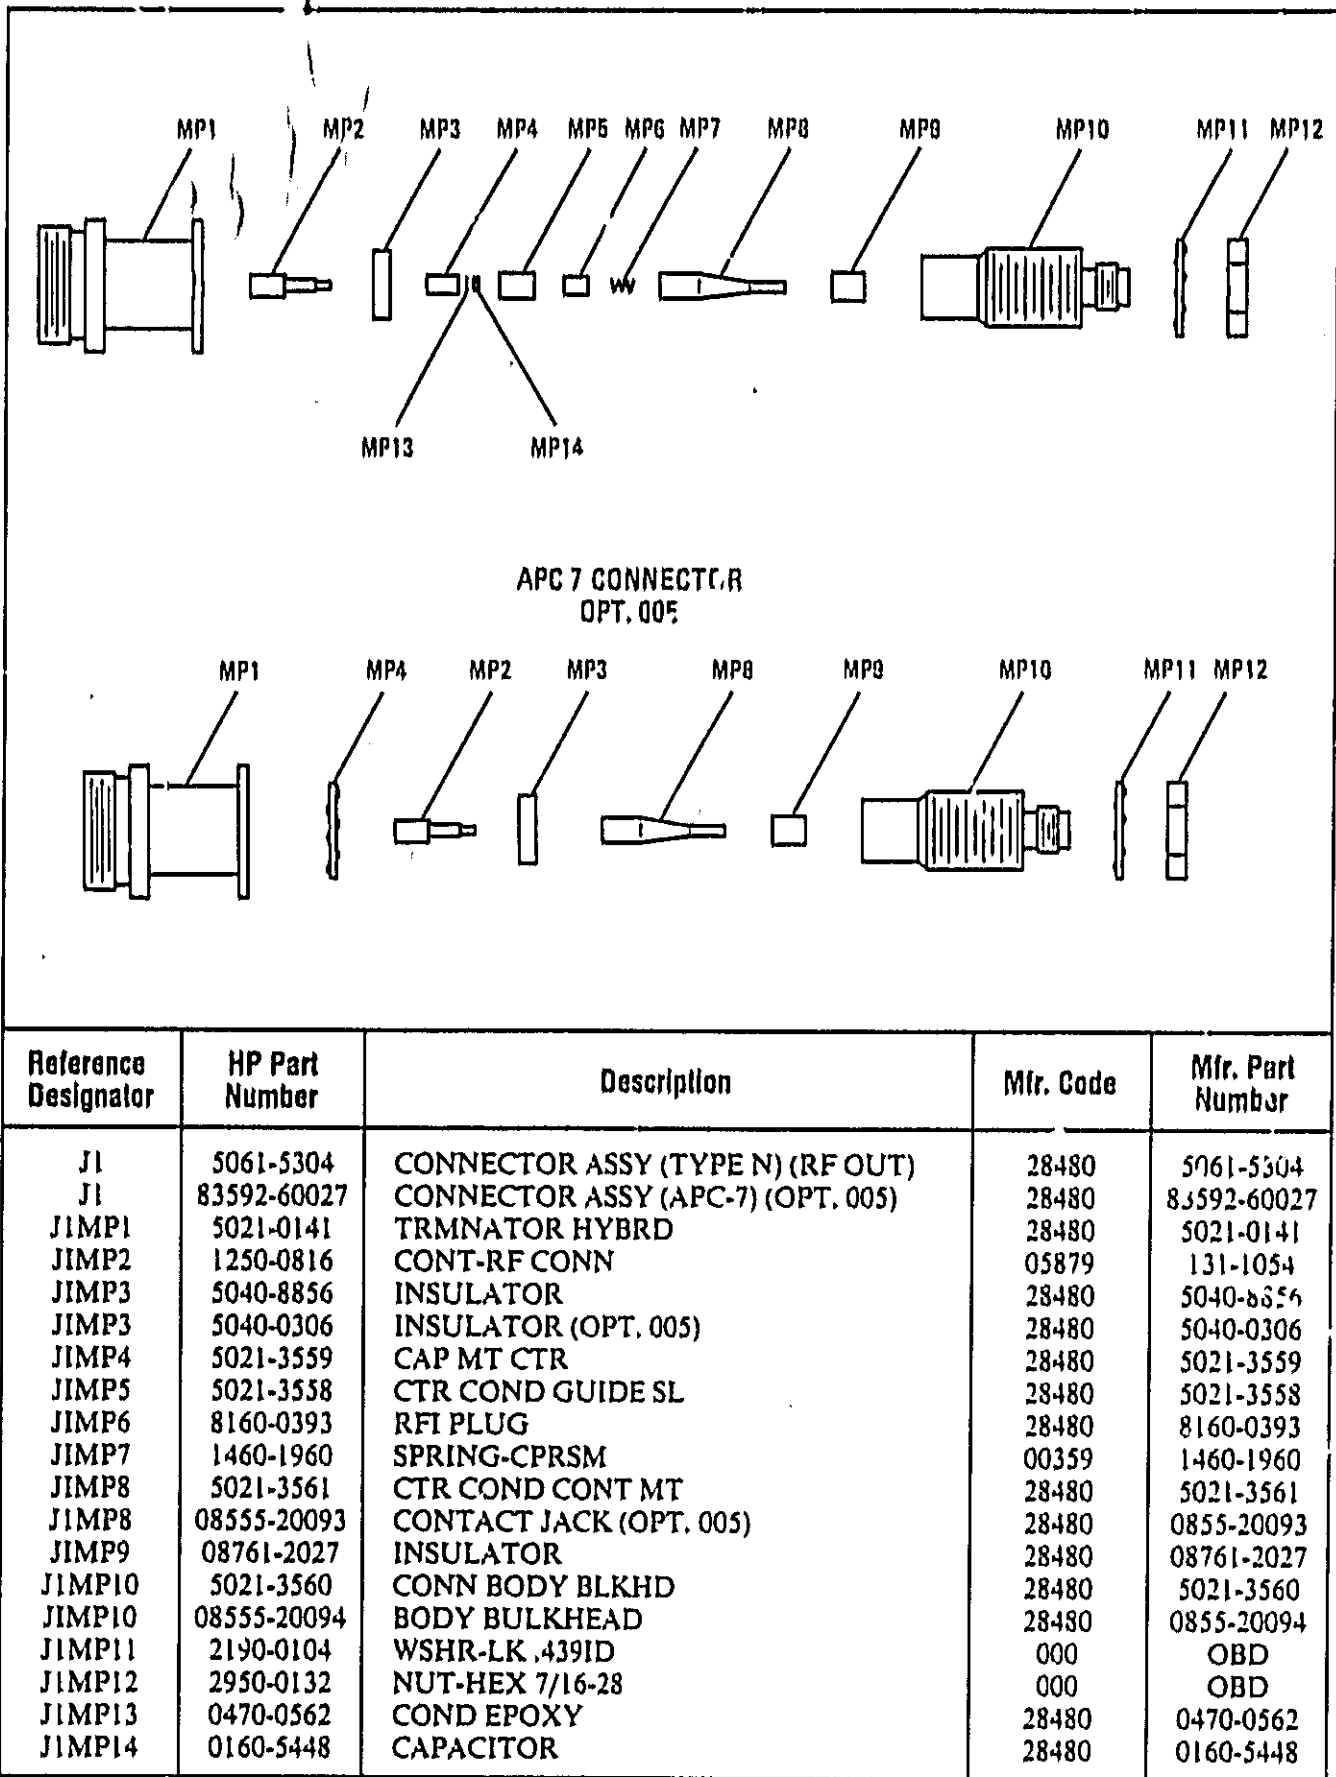 MP1 MP2 MP3 MP4 MP5 MP6 MP7 MP8 MP9 MP10 MP11 MP12
MP13 MP14
APC 7 CONNECTOR
OPT. 005
MP1 MP4 MP2 MP3 MP8 MP9 MP10 MP11 MP12
Reference Designator HP Part Number Description Mfr. Code Mfr. Part Number
J1 5061-5304 CONNECTOR ASSY (TYPE N) (RF OUT) 28480 5061-5304
J1 83592-60027 CONNECTOR ASSY (APC-7) (OPT. 005) 28480 83592-60027
J1MP1 5021-0141 TRMNATOR HYBRD 28480 5021-0141
J1MP2 1250-0816 CONT-RF CONN 05879 131-1054
J1MP3 5040-8856 INSULATOR 28480 5040-8856
J1MP3 5040-0306 INSULATOR (OPT. 005) 28480 5040-0306
J1MP4 5021-3559 CAP MT CTR 28480 5021-3559
J1MP5 5021-3558 CTR COND GUIDE SL 28480 5021-3558
J1MP6 8160-0393 RFI PLUG 28480 8160-0393
J1MP7 1460-1960 SPRING-CPRSM 00359 1460-1960
J1MP8 5021-3561 CTR COND CONT MT 28480 5021-3561
J1MP8 08555-20093 CONTACT JACK (OPT. 005) 28480 0855-20093
J1MP9 08761-2027 INSULATOR 28480 08761-2027
J1MP10 5021-3560 CONN BODY BLKHD 28480 5021-3560
J1MP10 08555-20094 BODY BULKHEAD 28480 0855-20094
J1MP11 2190-0104 WSHR-LK .439ID 000 OBD
J1MP12 2950-0132 NUT-HEX 7/16-28 000 OBD
J1MP13 0470-0562 COND EPOXY 28480 0470-0562
J1MP14 0160-5448 CAPACITOR 28480 0160-5448